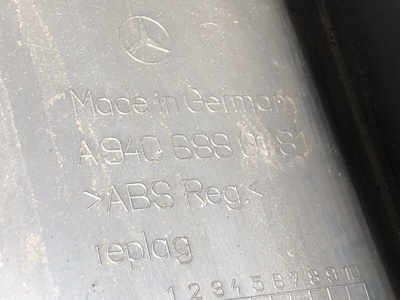 "Made in Germany"
A 940 888 01 81
>ABS Reg.<
replag
1 2 3 4 5 6 7 8 9 10